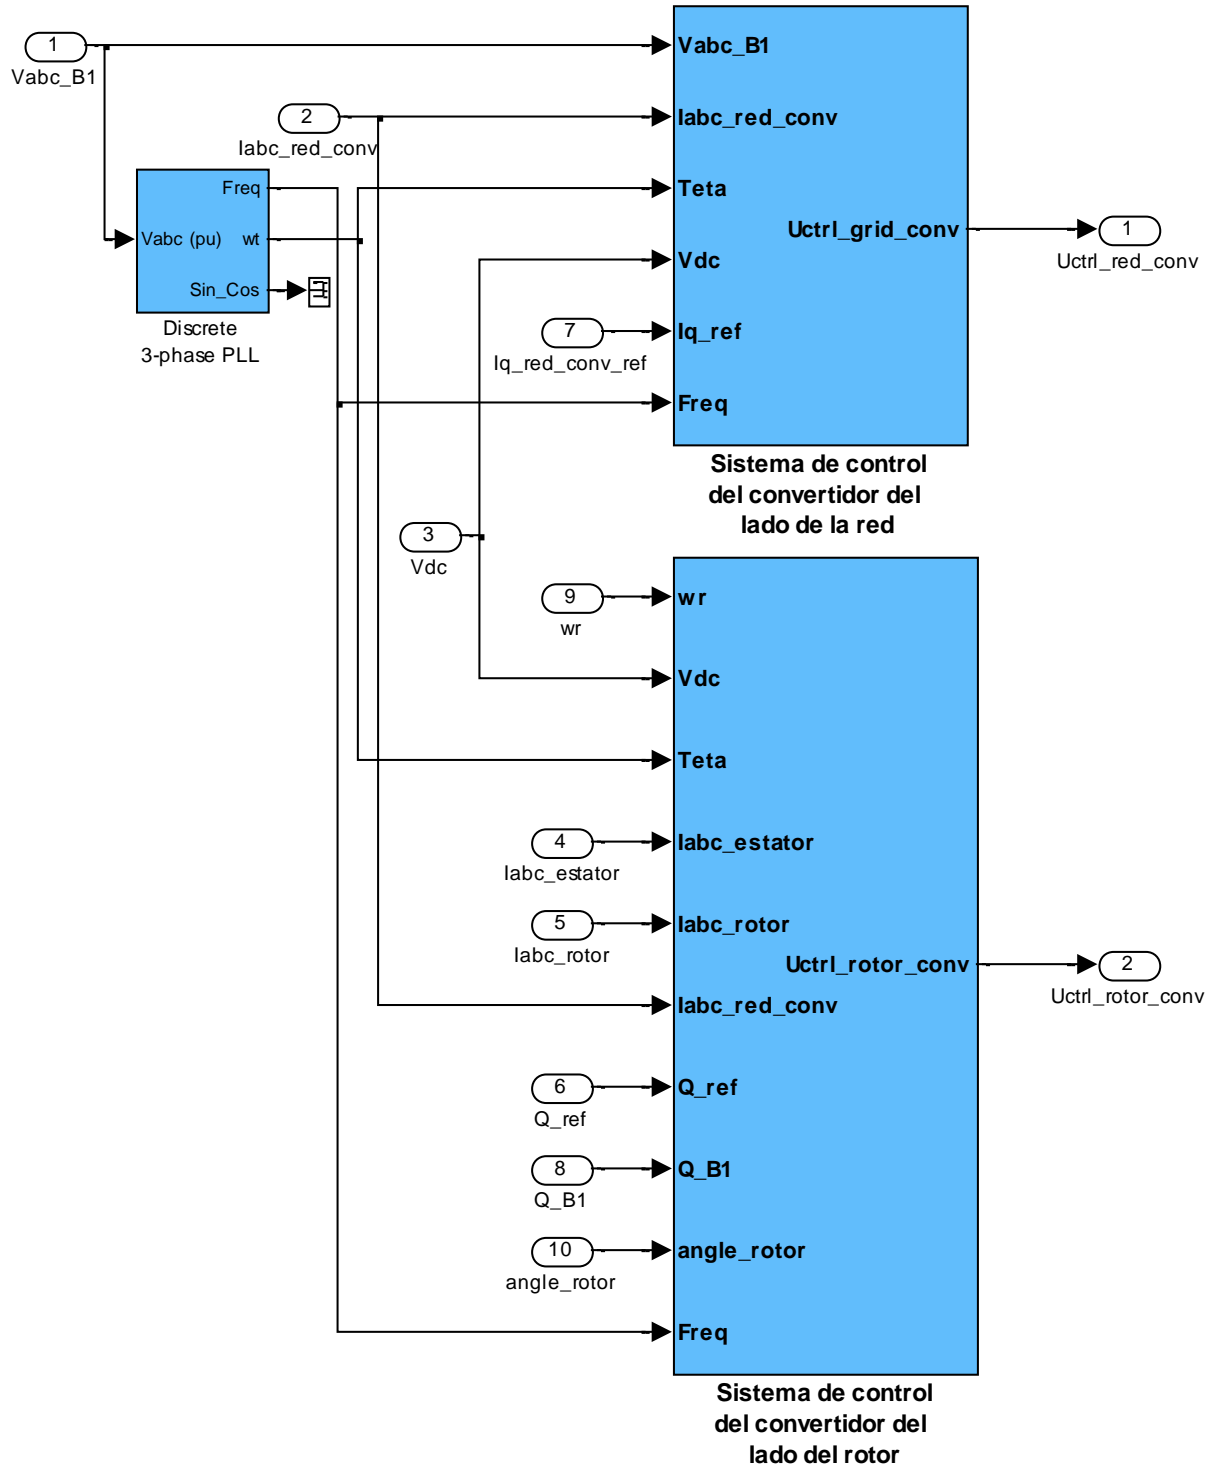 1
Vabc_B1
2
Iabc_red_conv
Freq
Vabc (pu)
wt
Sin_Cos
Discrete
3-phase PLL
Vabc_B1
Iabc_red_conv
Teta
Vdc
Iq_ref
Freq
Uctrl_grid_conv
1
Uctrl_red_conv
7
Iq_red_conv_ref
Sistema de control
del convertidor del
lado de la red
3
Vdc
9
wr
4
Iabc_estator
5
Iabc_rotor
6
Q_ref
8
Q_B1
10
angle_rotor
wr
Vdc
Teta
Iabc_estator
Iabc_rotor
Iabc_red_conv
Q_ref
Q_B1
angle_rotor
Freq
Uctrl_rotor_conv
2
Uctrl_rotor_conv
Sistema de control
del convertidor del
lado del rotor